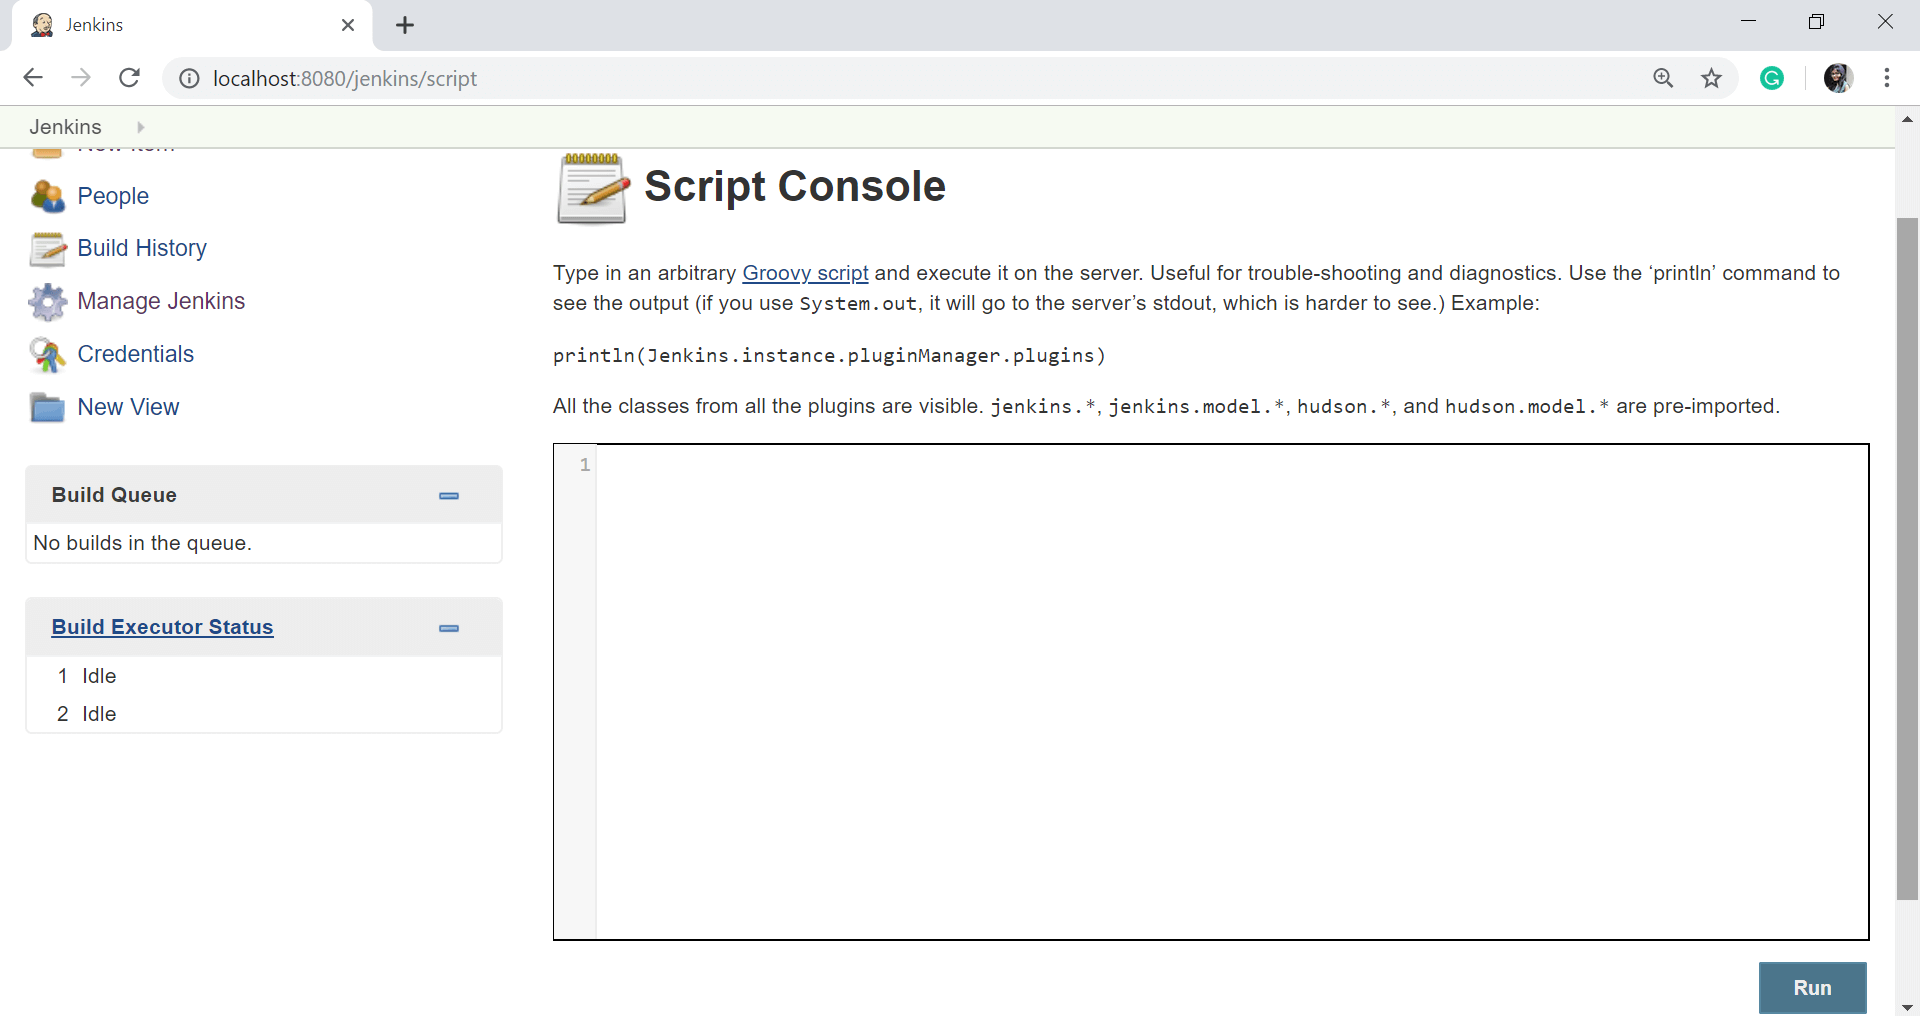 Jenkins
localhost:8080/jenkins/script
Jenkins
New Item
People
Build History
Manage Jenkins
Credentials
New View
Build Queue
No builds in the queue.
Build Executor Status
1 Idle
2 Idle
Script Console
Type in an arbitrary Groovy script and execute it on the server. Useful for trouble-shooting and diagnostics. Use the ‘println’ command to
see the output (if you use System.out, it will go to the server’s stdout, which is harder to see.) Example:
println(Jenkins.instance.pluginManager.plugins)
All the classes from all the plugins are visible. jenkins.*, jenkins.model.*, hudson.*, and hudson.model.* are pre-imported.
1
Run